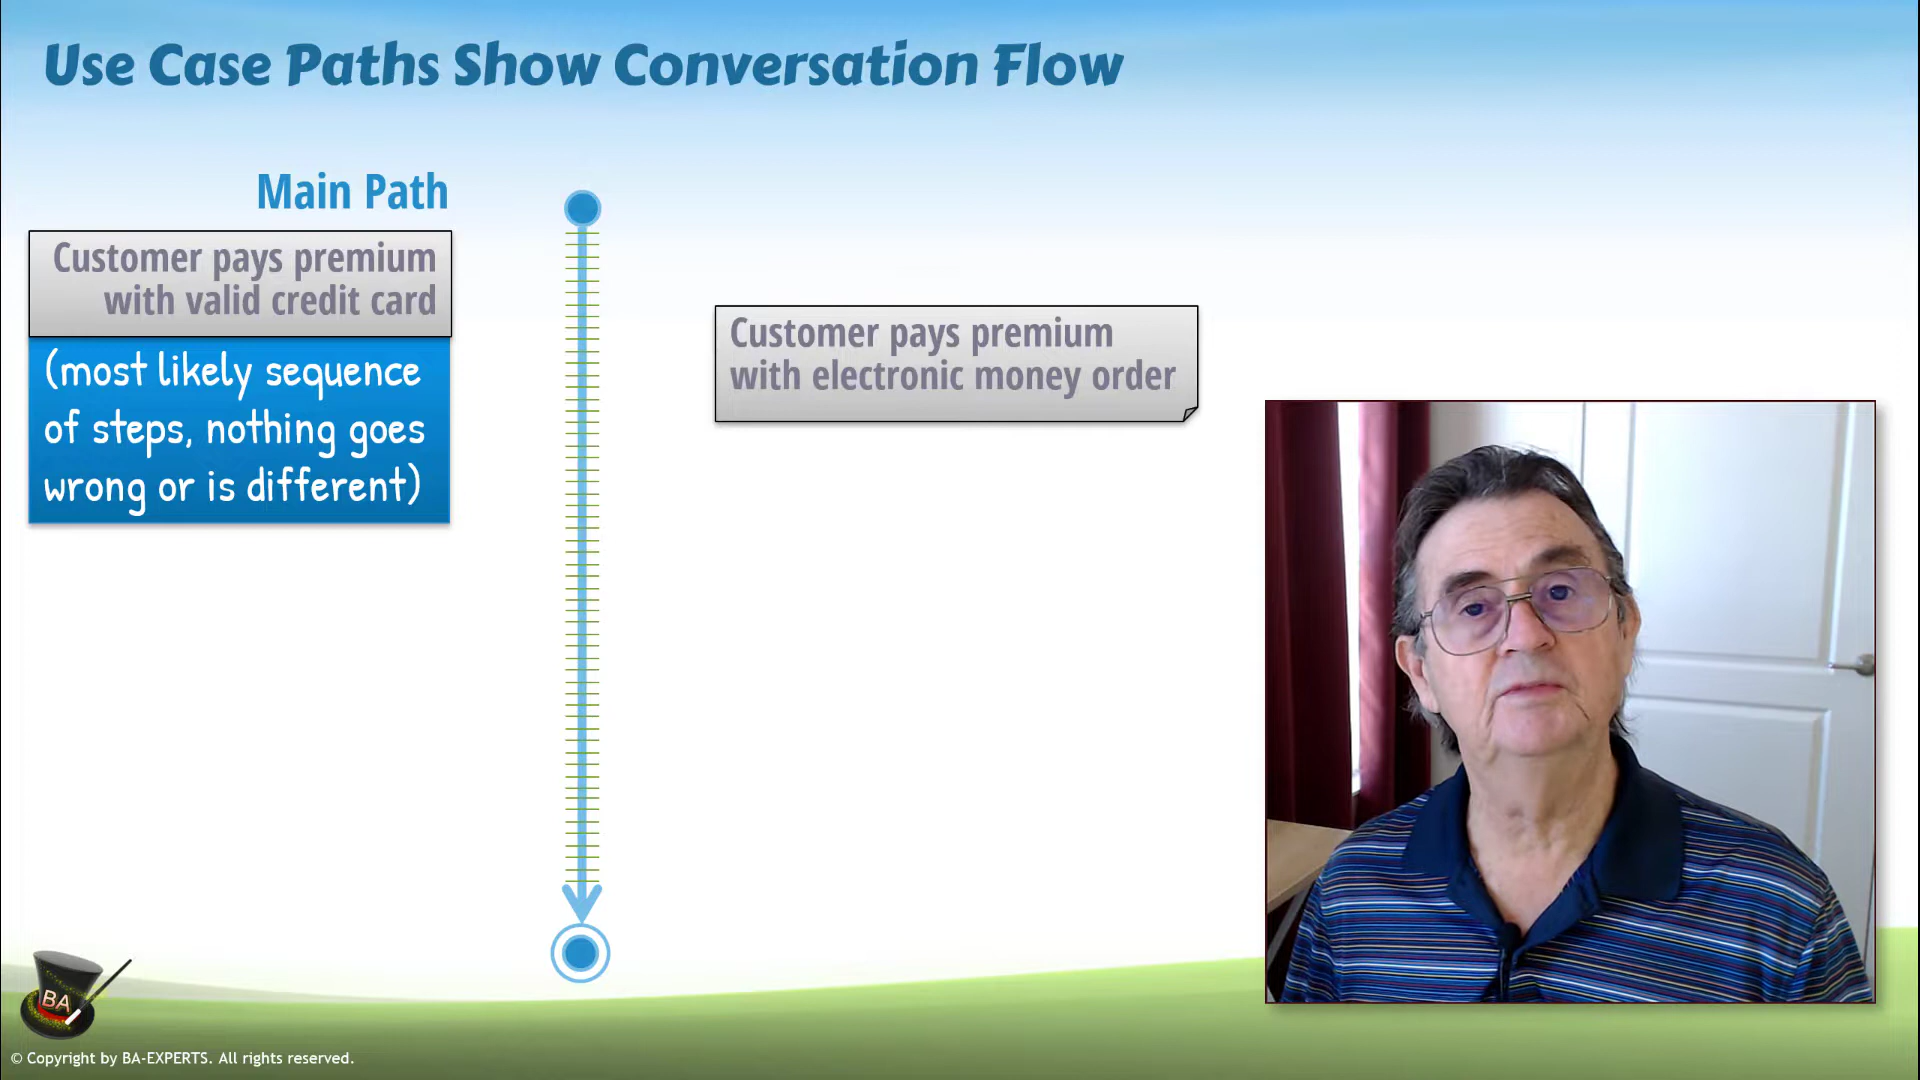 Use Case Paths Show Conversation Flow
Main Path
Customer pays premium
with valid credit card
(most likely sequence
of steps, nothing goes
wrong or is different)
Customer pays premium
with electronic money order
BA
© Copyright by BA-EXPERTS. All rights reserved.